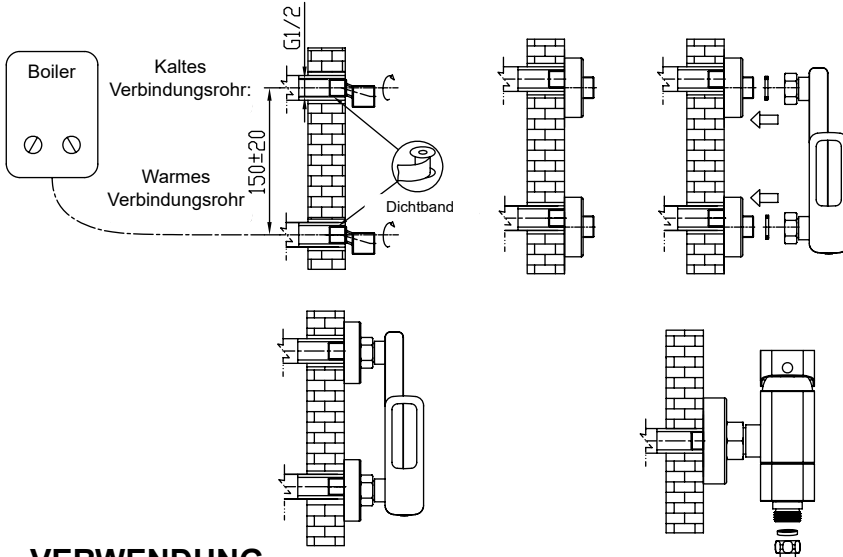 G1/2
Boiler
Kaltes
Verbindungsrohr:
150±20
Warmes
Verbindungsrohr
Dichtband
VERWENDUNG